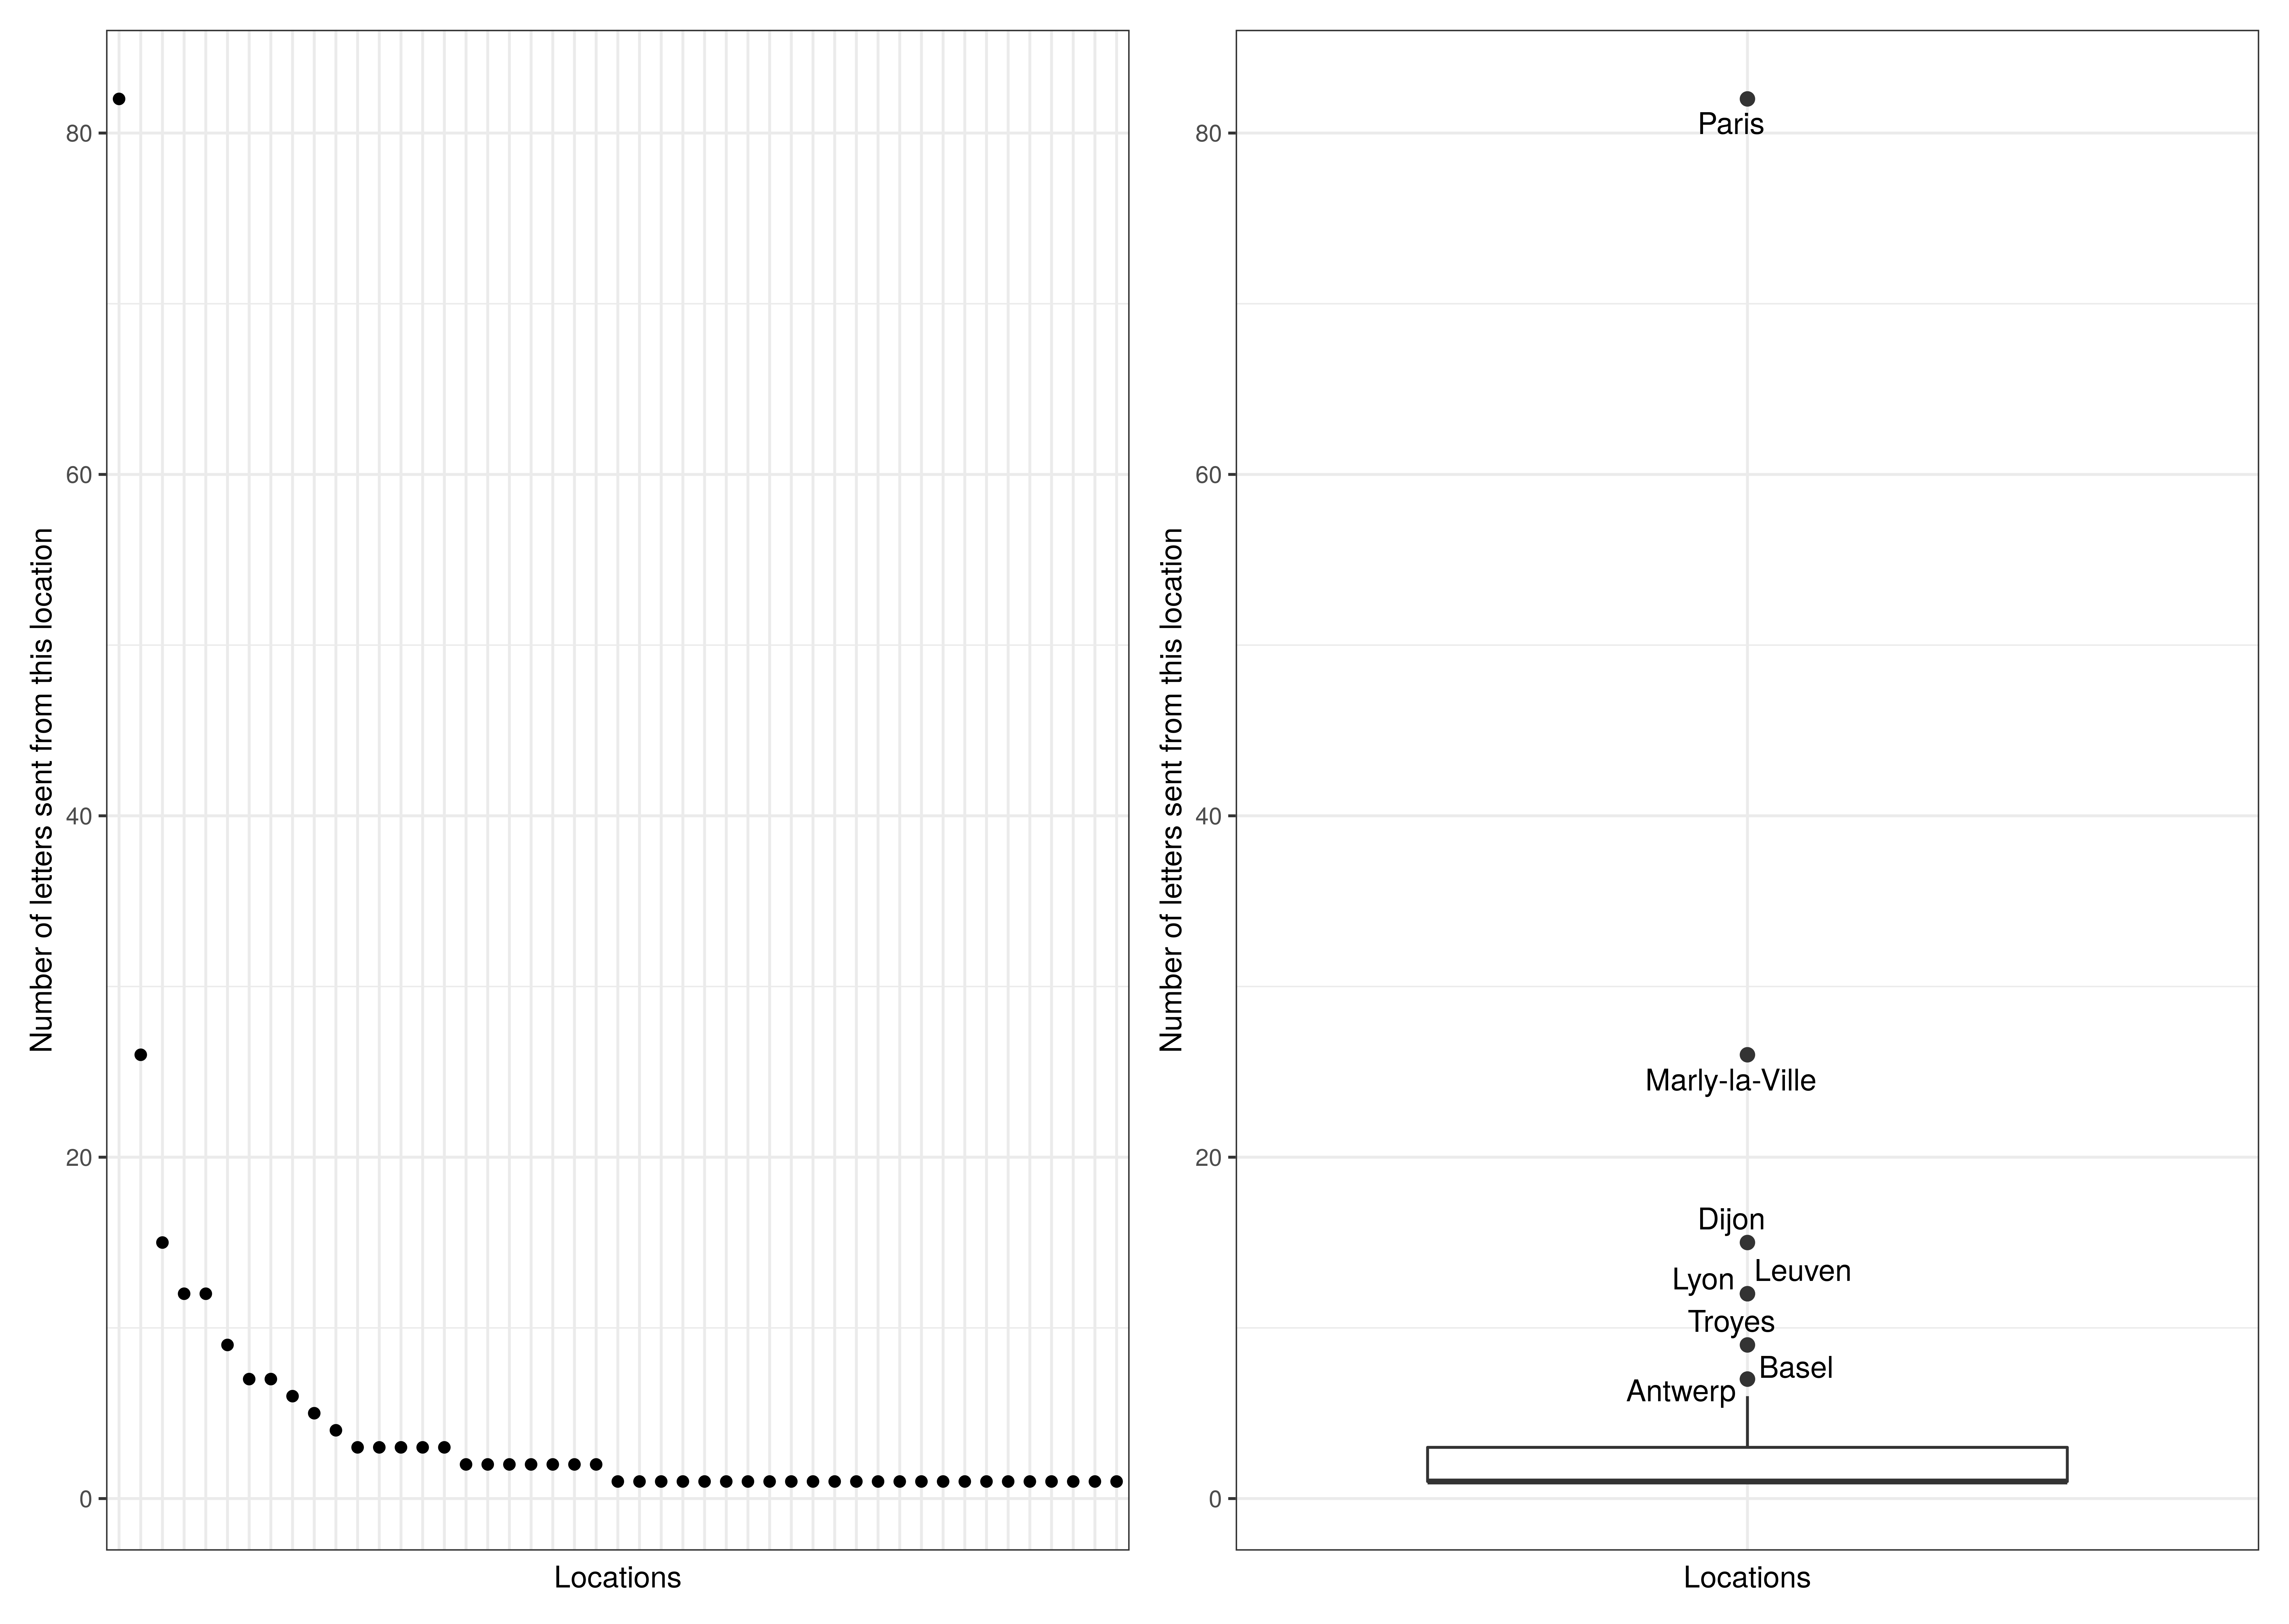 Number of letters sent from this location
80
60
40
20
0
Locations
Number of letters sent from this location
80
60
40
20
0
Paris
Marly-la-Ville
Dijon
Leuven
Lyon
Troyes
Basel
Antwerp
Locations